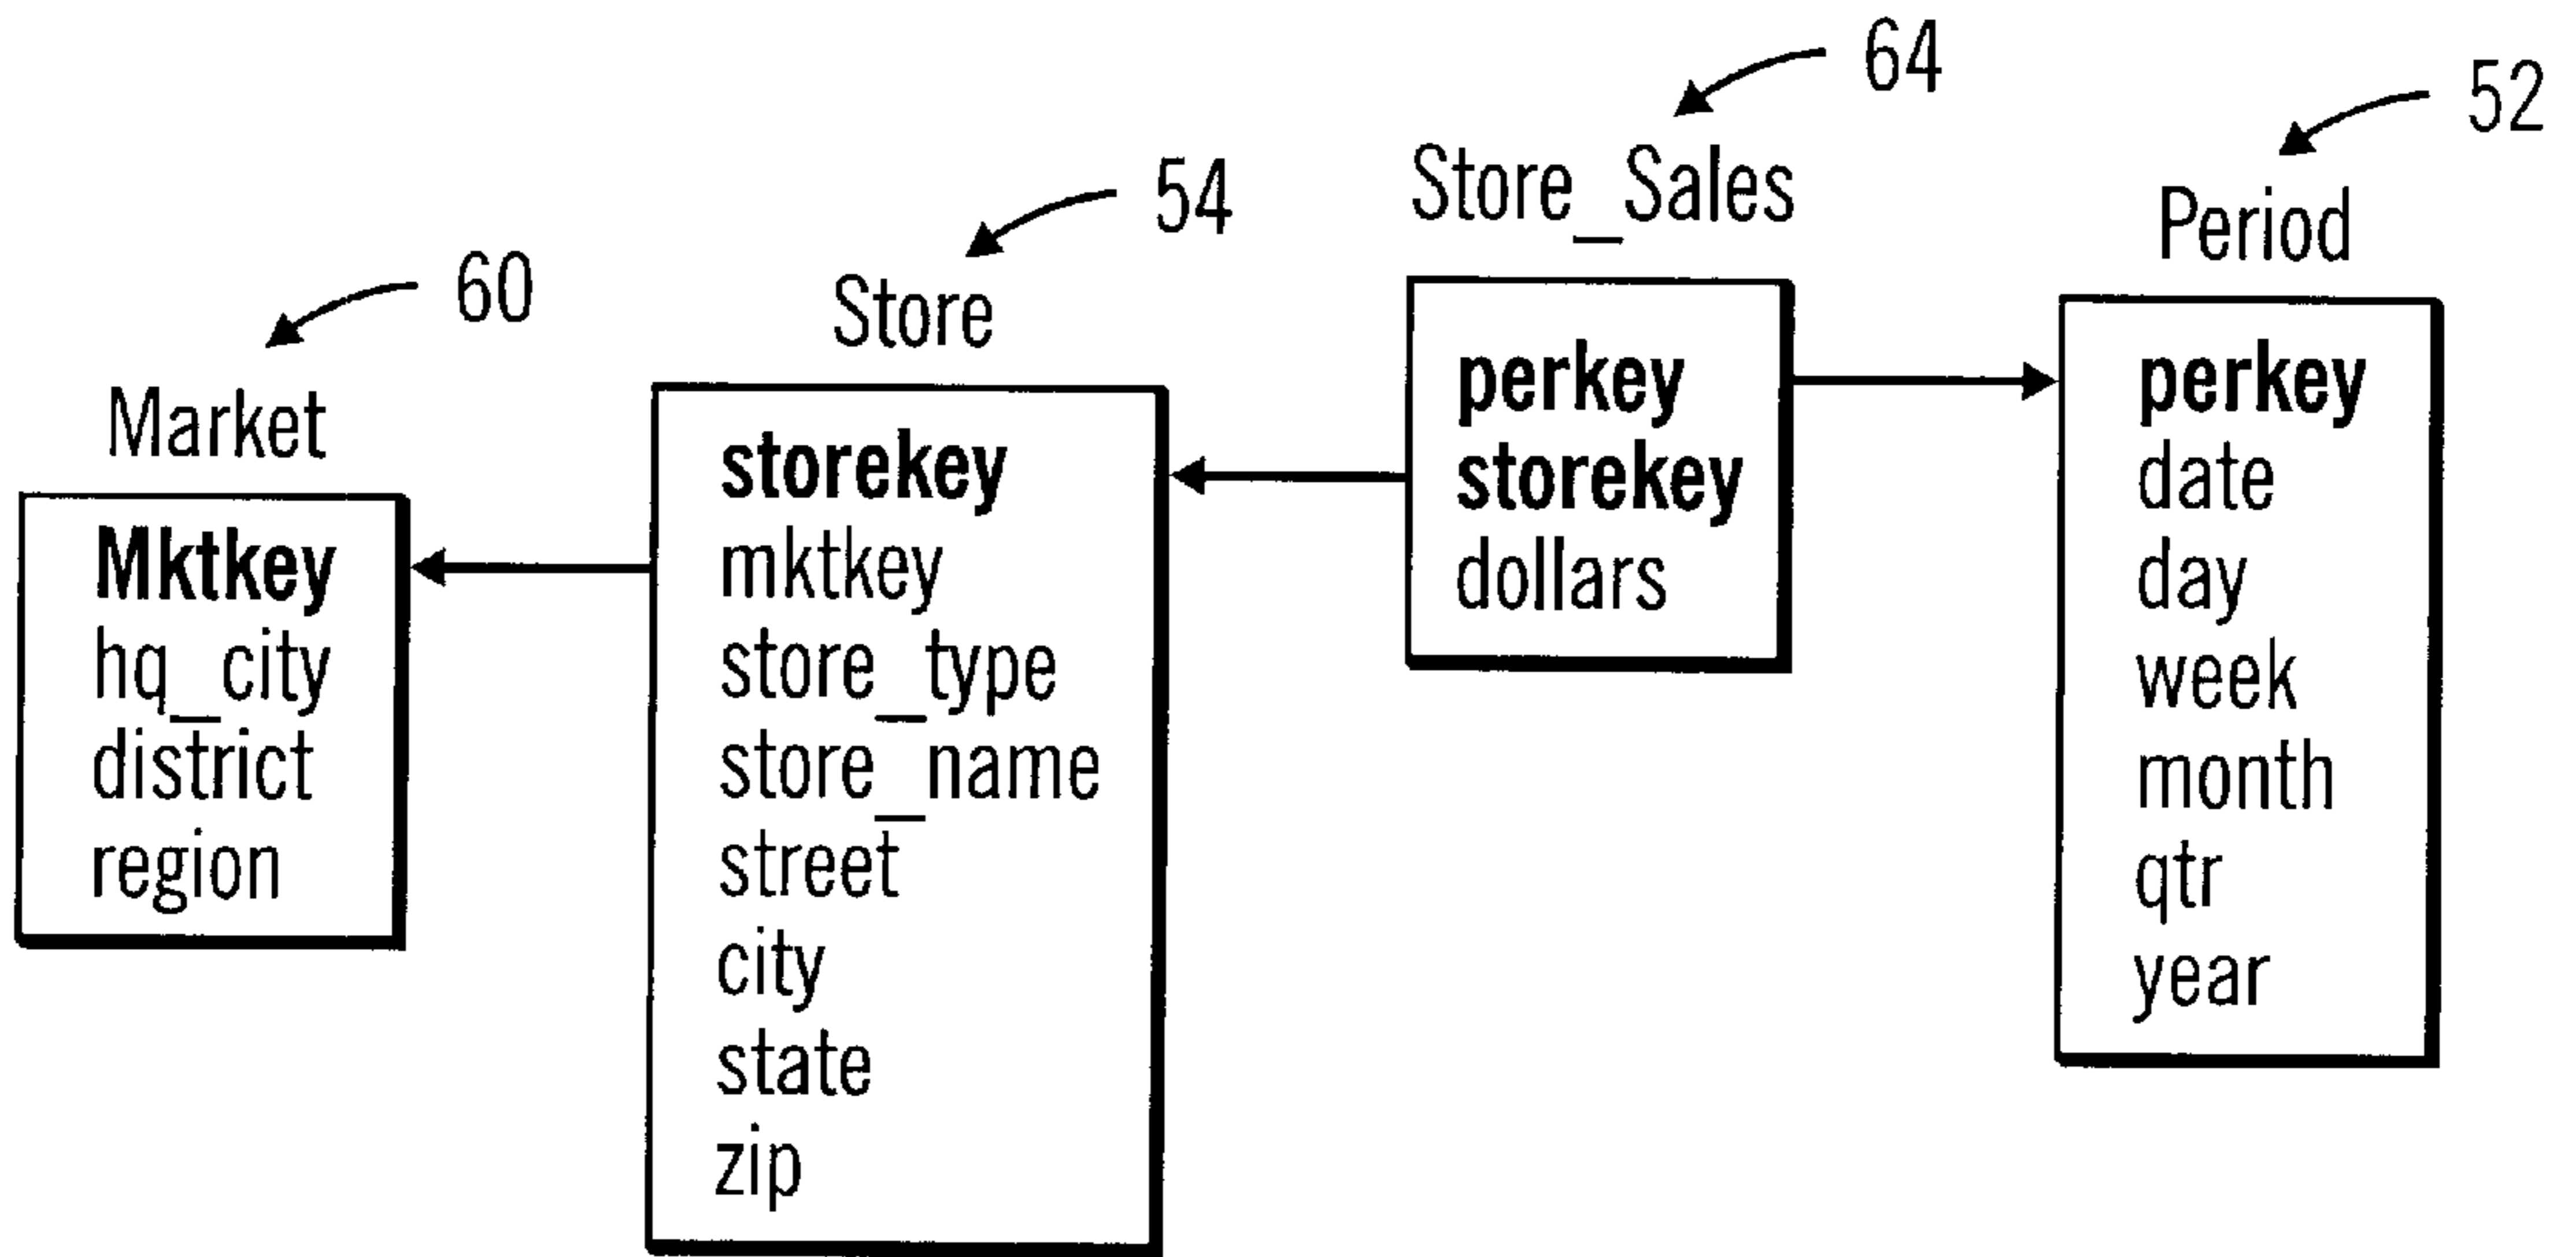 60
Market
Mktkey
hq_city
district
region
54
Store
storekey
mktkey
store_type
store_name
street
city
state
zip
64
Store_Sales
perkey
storekey
dollars
52
Period
perkey
date
day
week
month
qtr
year